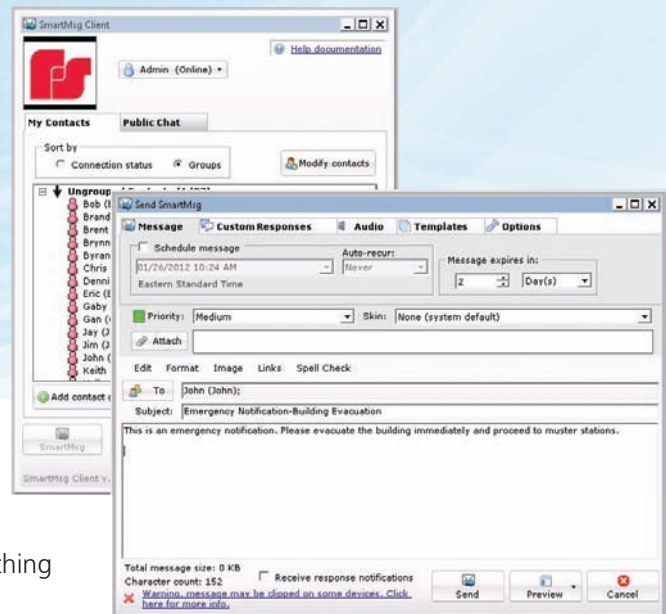 SmartMsg Client
Help documentation
Admin (Online)
My Contacts
Public Chat
Sort by
Connection status
Groups
Modify contacts
Bob
Brand
Brent
Brynn
Byran
Chris
Denni
Eric
Gaby
Gan
Jay (J
Jim (J
John (
Keith
Add contact
SmartMsg
SmartMsg Client v.
Send SmartMsg
Message
Custom Responses
Audio
Templates
Options
Schedule message
Auto-recur:
Message expires in:
01/26/2012 10:24 AM
Never
2
Day(s)
Eastern Standard Time
Priority: Medium
Skin: None (system default)
Attach
Edit Format Image Links Spell Check
To John (John);
Subject: Emergency Notification-Building Evacuation
This is an emergency notification. Please evacuate the building immediately and proceed to muster stations.
Total message size: 0 KB
Character count: 152
Receive response notifications
Warning, message may be clipped on some devices. Click
here for more info.
Send
Preview
Cancel
thing